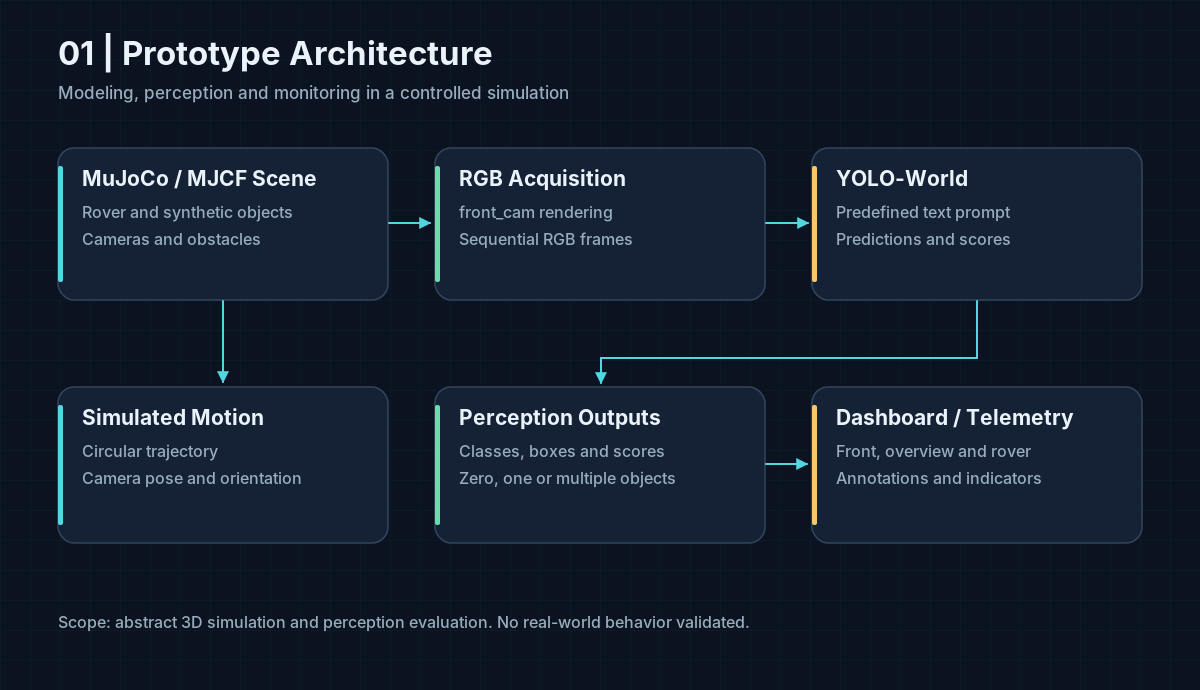 01 | Prototype Architecture
Modeling, perception and monitoring in a controlled simulation
MuJoCo / MJCF Scene
Rover and synthetic objects
Cameras and obstacles
RGB Acquisition
front_cam rendering
Sequential RGB frames
YOLO-World
Predefined text prompt
Predictions and scores
Simulated Motion
Circular trajectory
Camera pose and orientation
Perception Outputs
Classes, boxes and scores
Zero, one or multiple objects
Dashboard / Telemetry
Front, overview and rover
Annotations and indicators
Scope: abstract 3D simulation and perception evaluation. No real-world behavior validated.